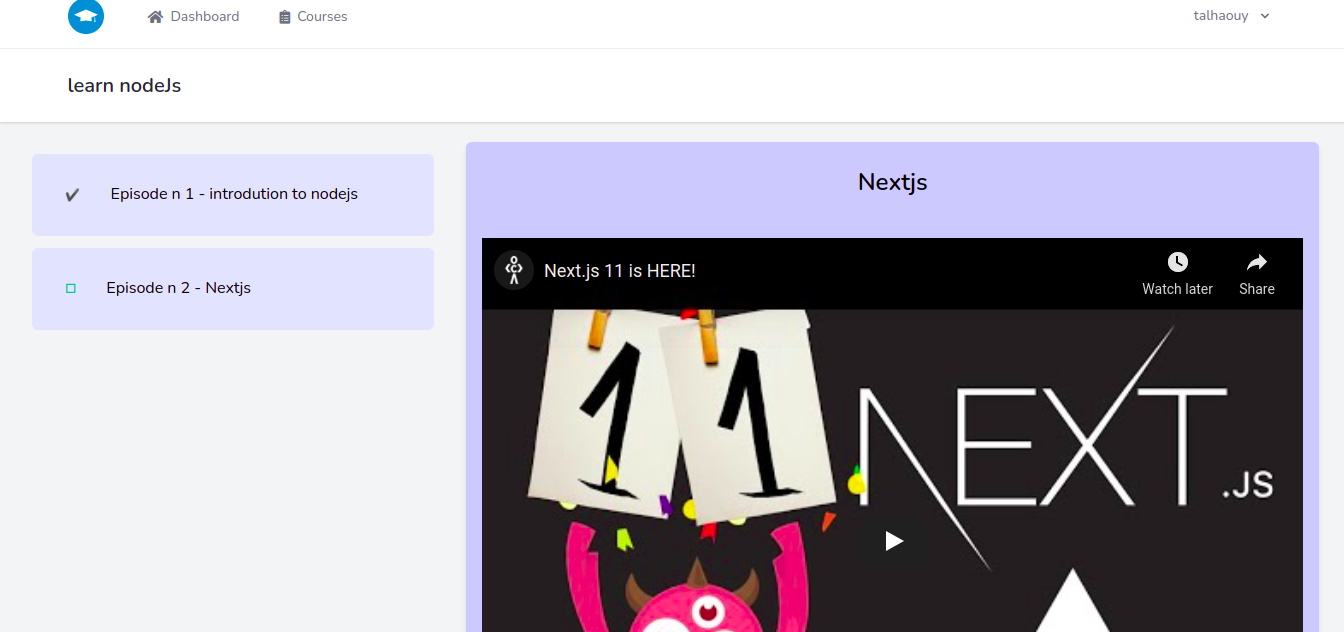 Dashboard
Courses
talhaouy
learn nodeJs
Episode n 1 - introdution to nodejs
Episode n 2 - Nextjs
Nextjs
Next.js 11 is HERE!
Watch later
Share
11
NEXT.JS